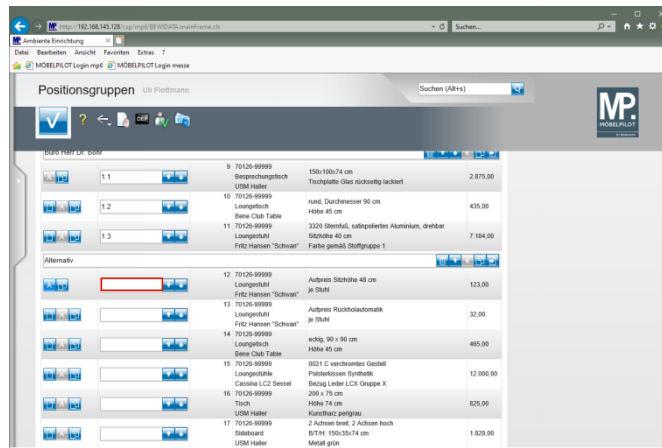 http://192.168.145.128/csp/mp6/BEWIDATA.mainFrame.cls
Suchen...
Ambiente Einrichtung
Datei Bearbeiten Ansicht Favoriten Extras ?
MÖBELPILOT Login mp6 MÖBELPILOT Login messe
Positionsgruppen Uli Flottmann
Suchen (Alt+s)
MP.
MÖBELPILOT
Büro Herr Dr. Bohr
1.1
9 70126-99999
Besprechungstisch
USM Haller
150x100x74 cm
Tischplatte Glas rückseitig lackiert
2.875,00
1.2
10 70126-99999
Loungetisch
Bene Club Table
rund, Durchmesser 90 cm
Höhe 45 cm
435,00
1.3
11 70126-99999
Loungestuhl
Fritz Hansen "Schwan"
3320 Sternfuß, satinpoliertes Aluminium, drehbar
Sitzhöhe 40 cm
Farbe gemäß Stoffgruppe 1
7.184,00
Alternativ
12 70126-99999
Loungestuhl
Fritz Hansen "Schwan"
Aufpreis Sitzhöhe 48 cm
je Stuhl
123,00
13 70126-99999
Loungestuhl
Fritz Hansen "Schwan"
Aufpreis Rückholautomatik
je Stuhl
32,00
14 70126-99999
Loungetisch
Bene Club Table
eckig, 90 x 90 cm
Höhe 45 cm
465,00
15 70126-99999
Loungestühle
Cassina LC2 Sessel
0021 C verchromtes Gestell
Polsterkissen Synthetik
Bezug Leder LCX Gruppe X
12.000,00
16 70126-99999
Tisch
USM Haller
200 x 75 cm
Höhe 74 cm
Kunstharz perlgrau
825,00
17 70126-99999
Sideboard
USM Haller
2 Achsen breit, 2 Achsen hoch
B/T/H: 150x35x74 cm
Metall grün
1.829,00